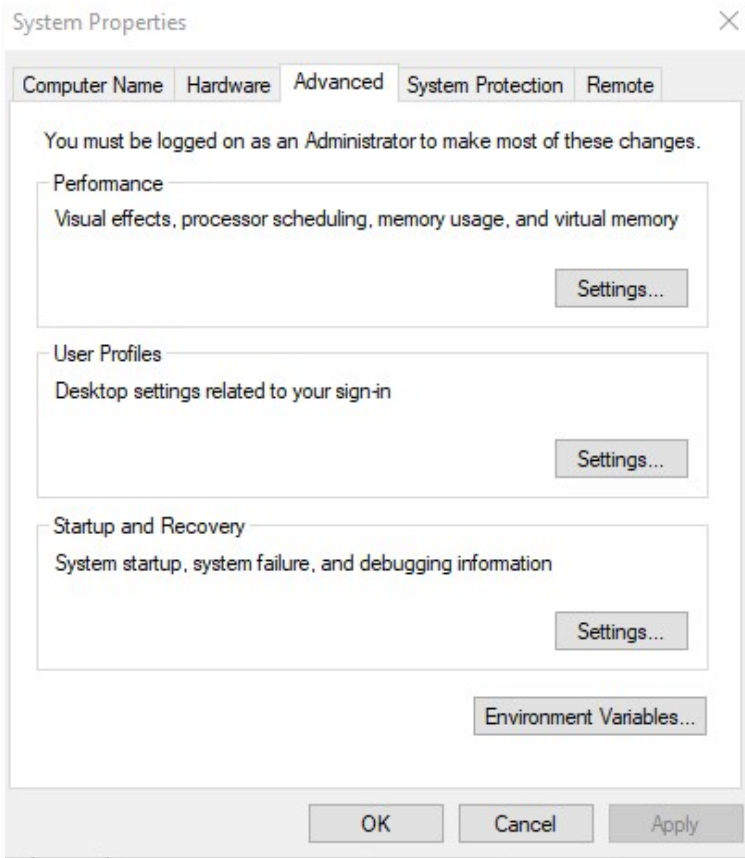 System Properties
Computer Name Hardware Advanced System Protection Remote
You must be logged on as an Administrator to make most of these changes.
Performance
Visual effects, processor scheduling, memory usage, and virtual memory
Settings...
User Profiles
Desktop settings related to your sign-in
Settings...
Startup and Recovery
System startup, system failure, and debugging information
Settings...
Environment Variables...
OK Cancel Apply